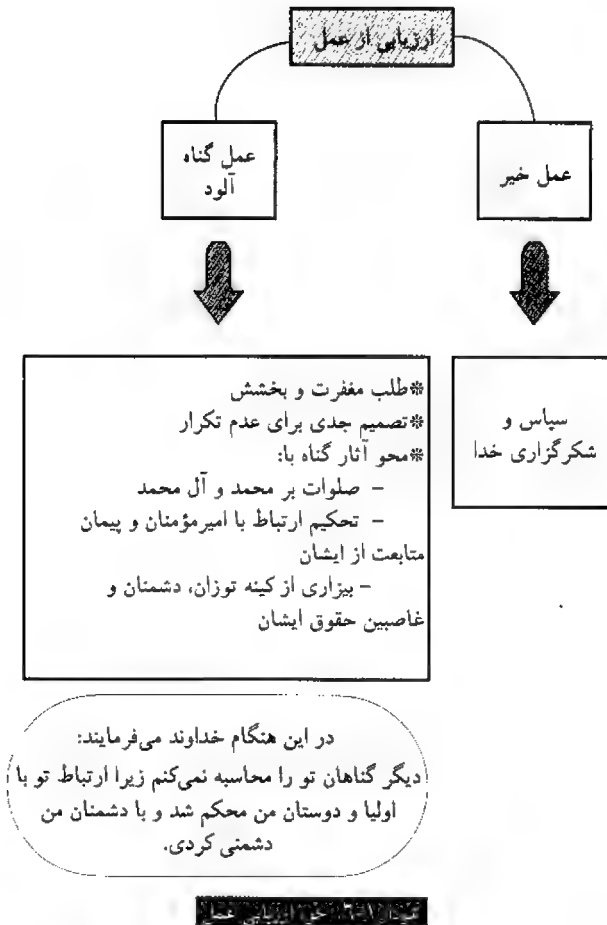 ارزیابی از عمل
عمل خیر
عمل گناه
آلود
سپاس و
شکرگزاری خدا
*طلب مغفرت و بخشش
*تصمیم جدی برای عدم تکرار
*محو آثار گناه با:
- صلوات بر محمد و آل محمد
- تحکیم ارتباط با امیرمؤمنان و پیمان
متابعت از ایشان
- بیزاری از کینه توزان، دشمنان و
غاصبین حقوق ایشان
در این هنگام خداوند می‌فرمایند:
دیگر گناهان تو را محاسبه نمی‌کنم زیرا ارتباط تو با
اولیا و دوستان من محکم شد و با دشمنان من
دشمنی کردی.
ارزیابی عمل